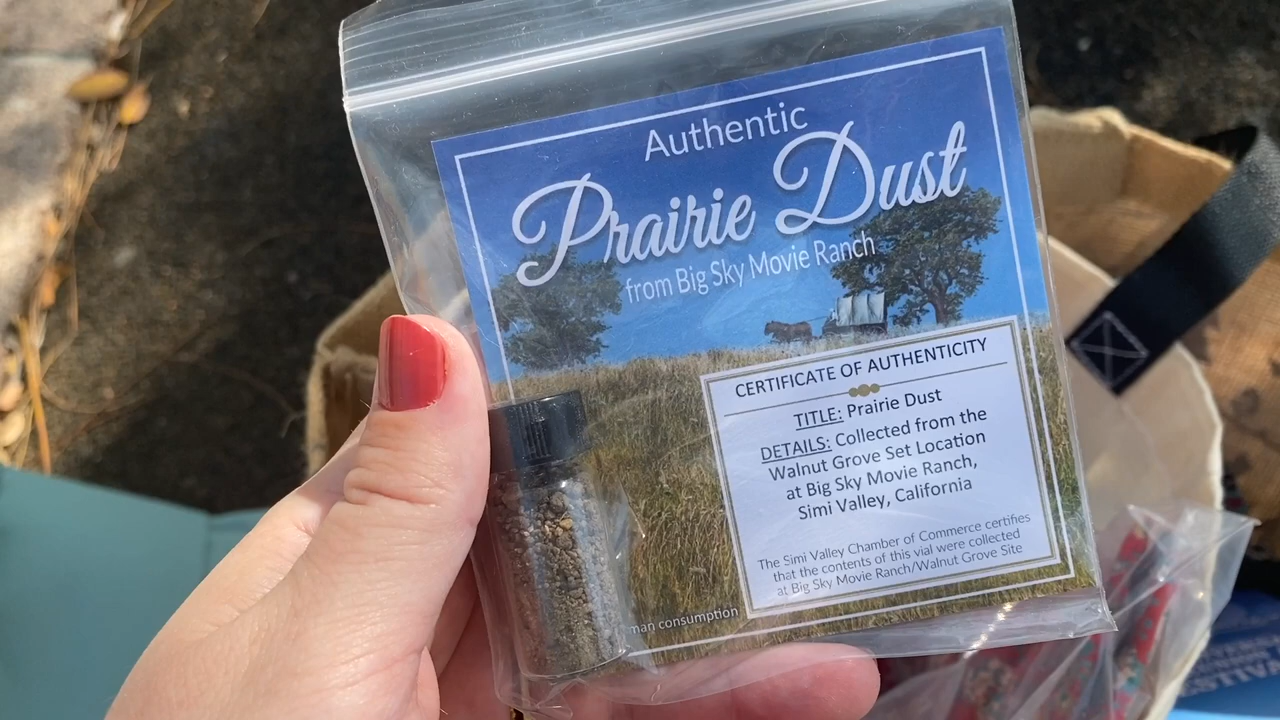 Authentic
Prairie Dust
from Big Sky Movie Ranch
CERTIFICATE OF AUTHENTICITY
TITLE: Prairie Dust
DETAILS: Collected from the
Walnut Grove Set Location
at Big Sky Movie Ranch,
Simi Valley, California
The Simi Valley Chamber of Commerce certifies
that the contents of this vial were collected
at Big Sky Movie Ranch/Walnut Grove Site
consumption